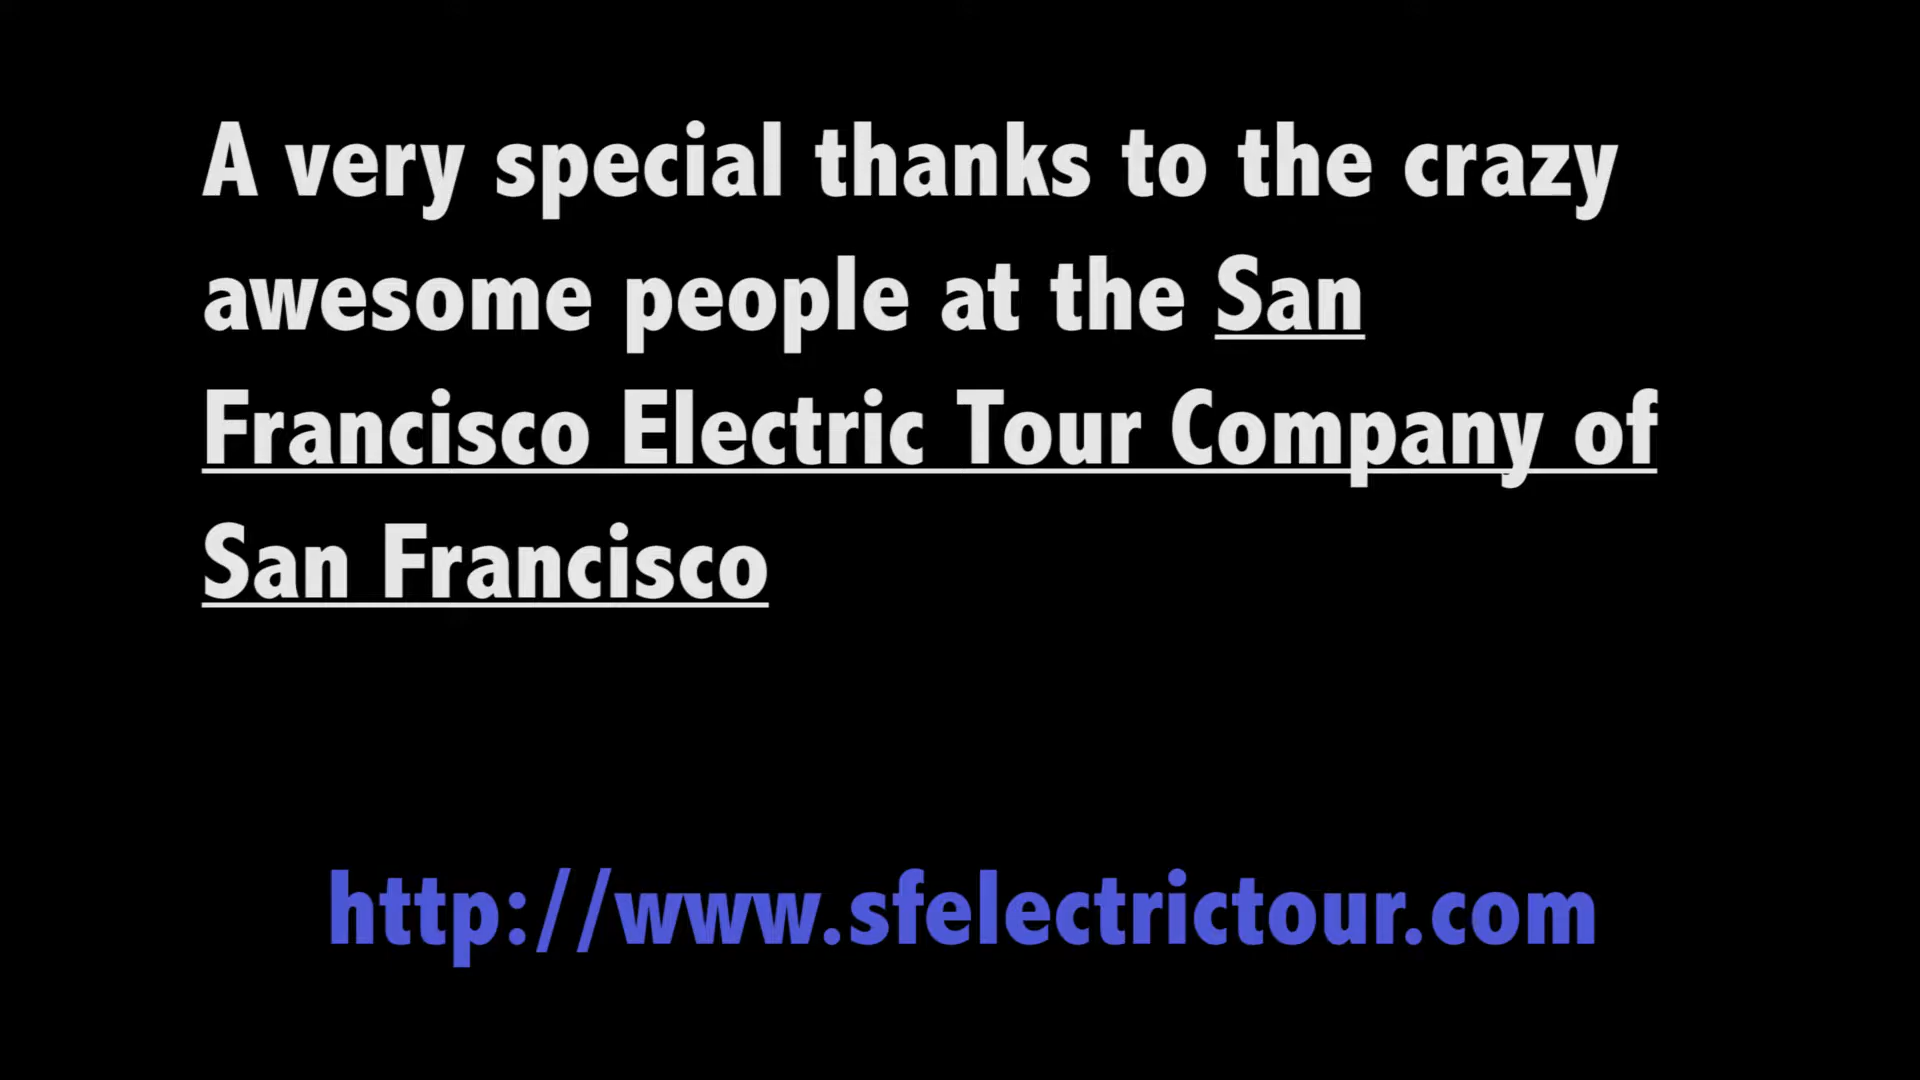 A very special thanks to the crazy
awesome people at the San
Francisco Electric Tour Company of
San Francisco
http://www.sfelectrictour.com